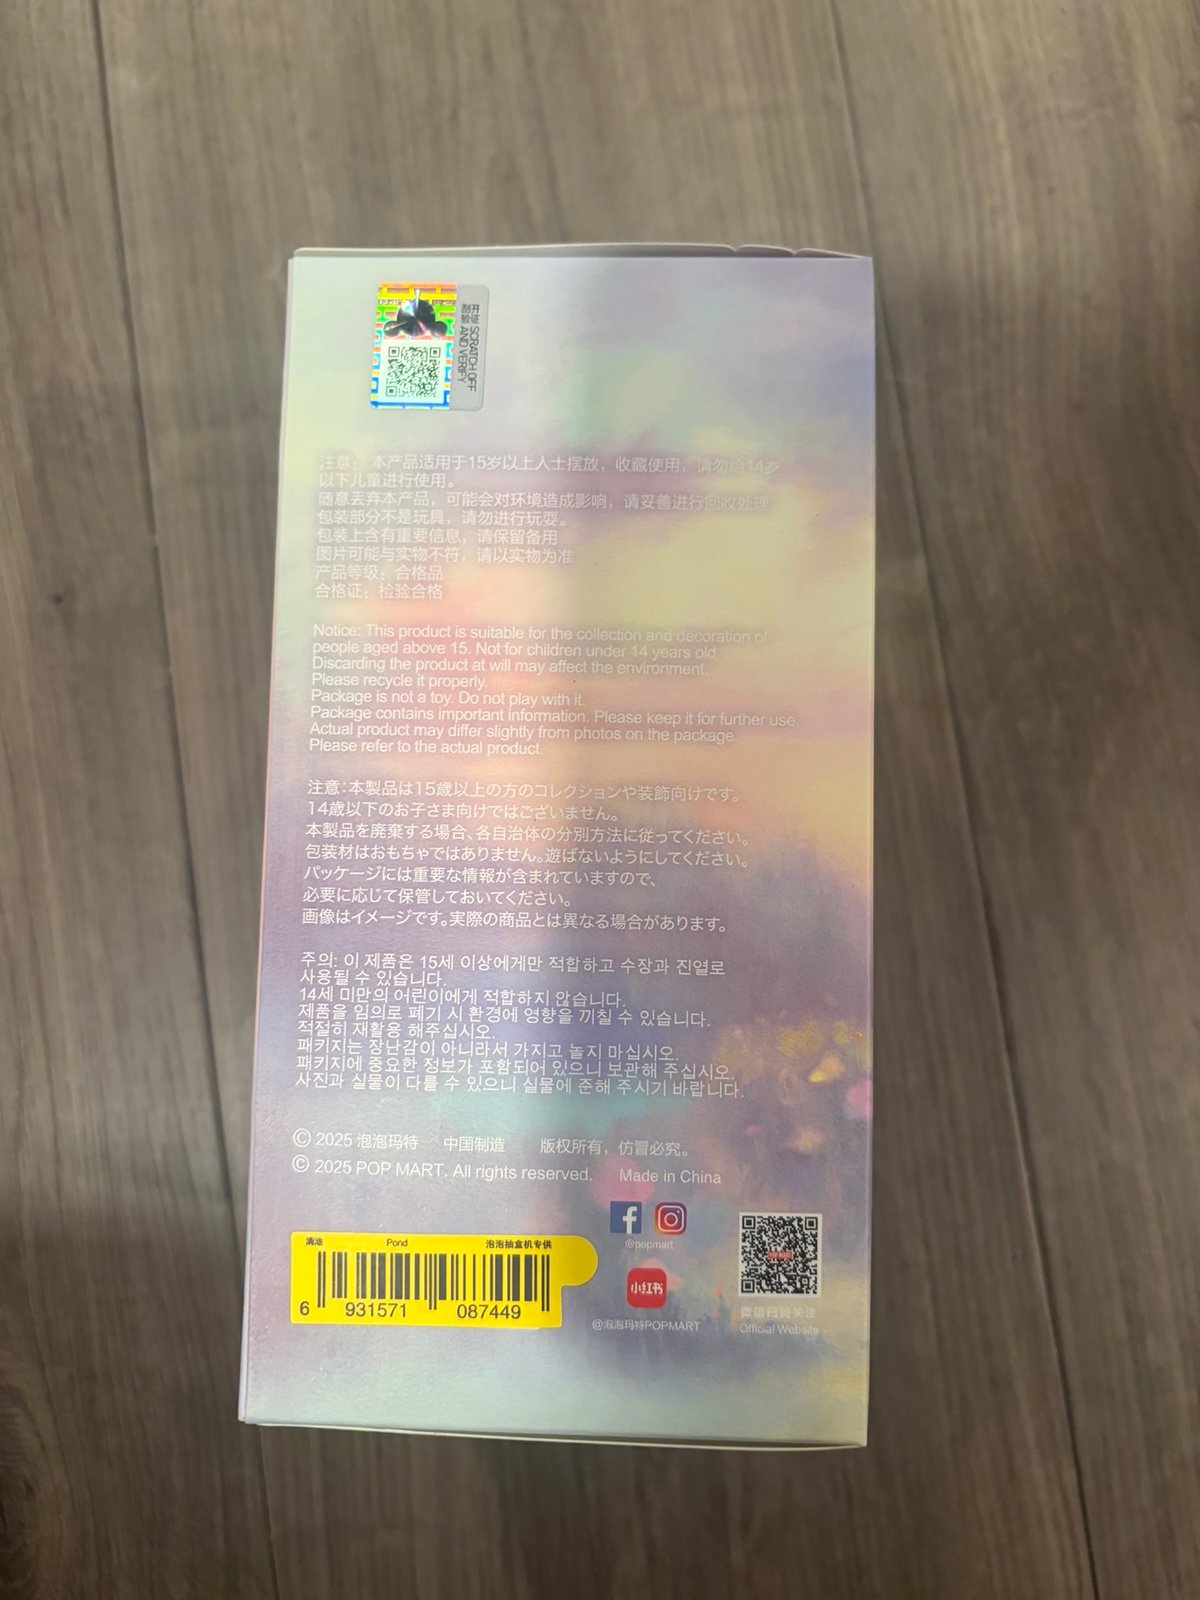 刮开
验证
SCRATCH OFF
AND VERIFY
注意：本产品适用于15岁以上人士摆放，收藏使用，请勿给14岁
以下儿童进行使用。
随意丢弃本产品，可能会对环境造成影响，请妥善进行回收处理
包装部分不是玩具，请勿进行玩耍。
包装上含有重要信息，请保留备用
图片可能与实物不符，请以实物为准
产品等级：合格品
合格证：检验合格
Notice: This product is suitable for the collection and decoration of
people aged above 15. Not for children under 14 years old.
Discarding the product at will may affect the environment.
Please recycle it properly.
Package is not a toy. Do not play with it.
Package contains important information. Please keep it for further use.
Actual product may differ slightly from photos on the package.
Please refer to the actual product.
注意:本製品は15歳以上の方のコレクションや装飾向けです。
14歳以下のお子さま向けではございません。
本製品を廃棄する場合、各自治体の分別方法に従ってください。
包装材はおもちゃではありません。遊ばないようにしてください。
パッケージには重要な情報が含まれていますので、
必要に応じて保管しておいてください。
画像はイメージです。実際の商品とは異なる場合があります。
주의: 이 제품은 15세 이상에게만 적합하고 수장과 진열로
사용될 수 있습니다.
14세 미만의 어린이에게 적합하지 않습니다.
제품을 임의로 폐기 시 환경에 영향을 끼칠 수 있습니다.
적절히 재활용 해주십시오.
패키지는 장난감이 아니라서 가지고 놀지 마십시오.
패키지에 중요한 정보가 포함되어 있으니 보관해 주십시오.
사진과 실물이 다를 수 있으니 실물에 준해 주시기 바랍니다.
© 2025 泡泡玛特 中国制造 版权所有，仿冒必究。
© 2025 POP MART. All rights reserved. Made in China
@popmart
小红书
@泡泡玛特POPMART
POP MART
微信扫码关注
Official Website
清池 Pond 泡泡抽盒机专供
6 931571 087449